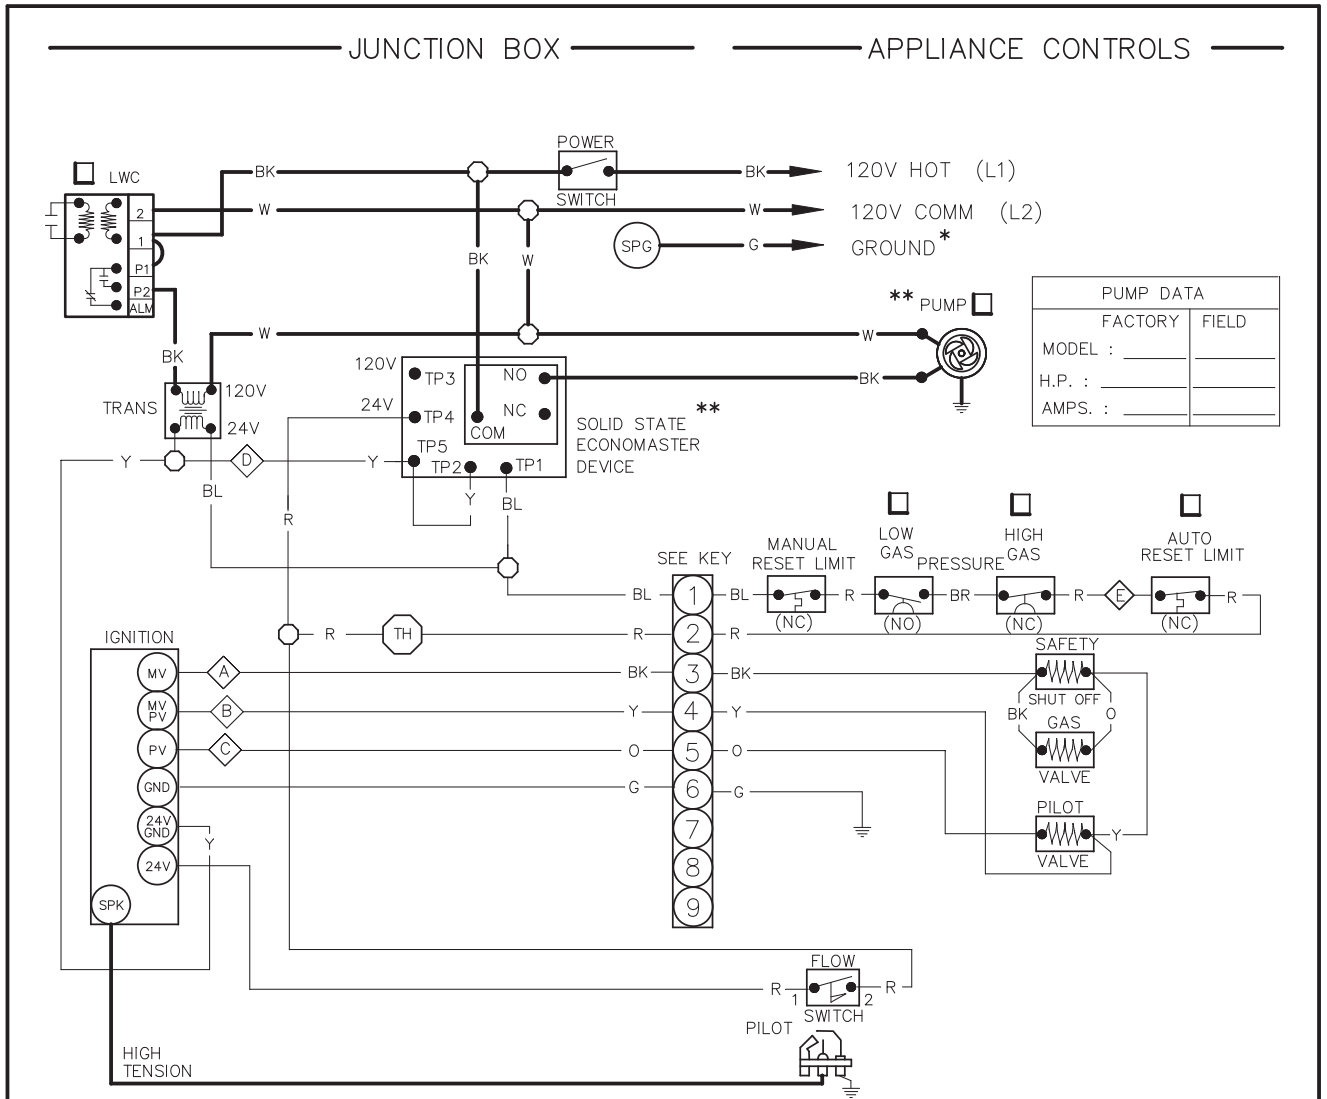 JUNCTION BOX
APPLIANCE CONTROLS
POWER
SWITCH
LWC
BK
BK
120V HOT (L1)
2
W
W
120V COMM (L2)
1
SPG
G
GROUND*
P1
P2
ALM
BK
W
** PUMP
PUMP DATA
FACTORY
FIELD
MODEL :
H.P. :
AMPS. :
W
W
BK
BK
TRANS
120V
24V
120V
TP3
NO
24V
TP4
NC
COM
TP5
TP2
TP1
SOLID STATE **
ECONOMASTER
DEVICE
Y
D
Y
BL
Y
BL
R
SEE KEY
MANUAL
RESET LIMIT
LOW
GAS
PRESSURE
HIGH
GAS
AUTO
RESET LIMIT
BL
1
BL
R
BR
R
E
R
(NC)
(NO)
(NC)
(NC)
R
TH
R
2
R
IGNITION
SAFETY
SHUT OFF
MV
A
BK
3
BK
MV
PV
B
Y
4
Y
BK
O
GAS
VALVE
PV
C
O
5
O
GND
G
6
G
24V
GND
Y
7
PILOT
VALVE
Y
24V
8
SPK
9
FLOW
SWITCH
R
1
2
R
PILOT
HIGH
TENSION